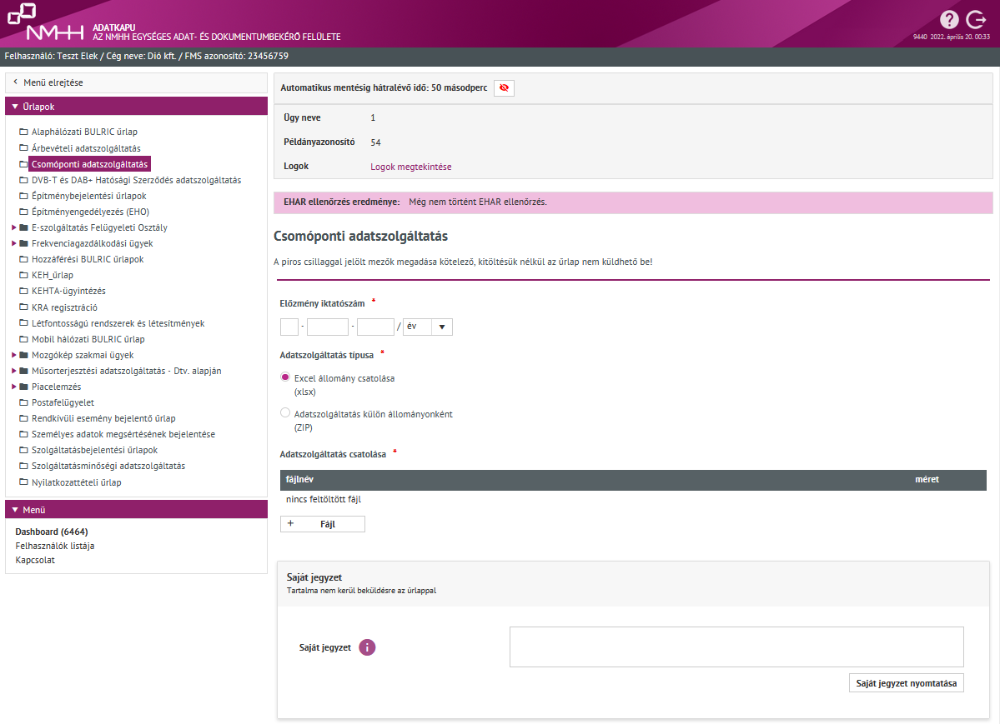 NMHH
ADATKAPU
AZ NMHH EGYSÉGES ADAT- ÉS DOKUMENTUMBEKÉRŐ FELÜLETE
?
9440 2022. április 20. 00:33
Felhasználó: Teszt Elek / Cég neve: Dió kft. / FMS azonosító: 23456759
Menü elrejtése
Űrlapok
Alaphálózati BULRIC űrlap
Árbevételi adatszolgáltatás
Csomóponti adatszolgáltatás
DVB-T és DAB+ Hatósági Szerződés adatszolgáltatás
Építménybejelentési űrlapok
Építményengedélyezés (EHO)
E-szolgáltatás Felügyeleti Osztály
Frekvenciagazdálkodási ügyek
Hozzáférési BULRIC űrlapok
KEH_űrlap
KEHTA-ügyintézés
KRA regisztráció
Létfontosságú rendszerek és létesítmények
Mobil hálózati BULRIC űrlap
Mozgókép szakmai ügyek
Műsorterjesztési adatszolgáltatás - Dtv. alapján
Piacelemzés
Postafelügyelet
Rendkívüli esemény bejelentő űrlap
Személyes adatok megsértésének bejelentése
Szolgáltatásbejelentési űrlapok
Szolgáltatásminőségi adatszolgáltatás
Nyilatkozattételi űrlap
Menü
Dashboard (6464)
Felhasználók listája
Kapcsolat
Automatikus mentésig hátralévő idő: 50 másodperc
Ügy neve 1
Példányazonosító 54
Logok Logok megtekintése
EHAR ellenőrzés eredménye: Még nem történt EHAR ellenőrzés.
Csomóponti adatszolgáltatás
A piros csillaggal jelölt mezők megadása kötelező, kitöltésük nélkül az űrlap nem küldhető be!
Előzmény iktatószám *
- - / év
Adatszolgáltatás típusa *
Excel állomány csatolása
(xlsx)
Adatszolgáltatás külön állományonként
(ZIP)
Adatszolgáltatás csatolása *
fájlnév méret
nincs feltöltött fájl
+ Fájl
Saját jegyzet
Tartalma nem kerül beküldésre az űrlappal
Saját jegyzet i
Saját jegyzet nyomtatása